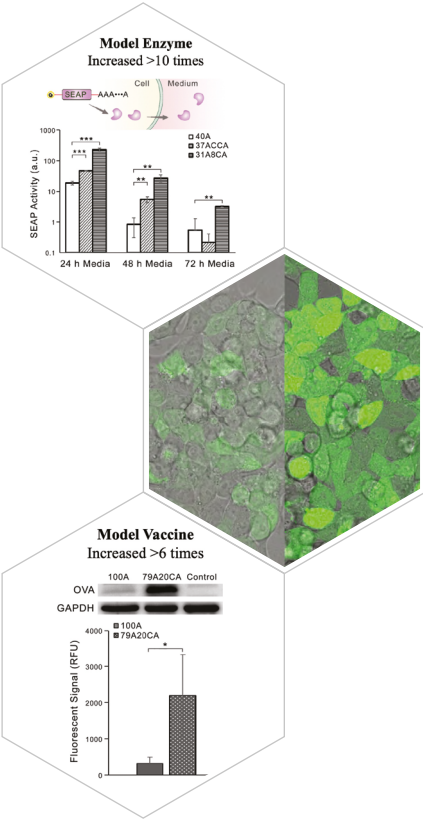 Model Enzyme
Increased >10 times
Cell Medium
G SEAP AAA•••A
SEAP Activity (a.u.)
1000
100
10
1
0.1
40A
37ACCA
31A8CA
***
***
**
**
**
24 h Media 48 h Media 72 h Media
Model Vaccine
Increased >6 times
100A 79A20CA Control
OVA
GAPDH
100A
79A20CA
Fluorescent Signal (RFU)
4000
3000
2000
1000
0
*